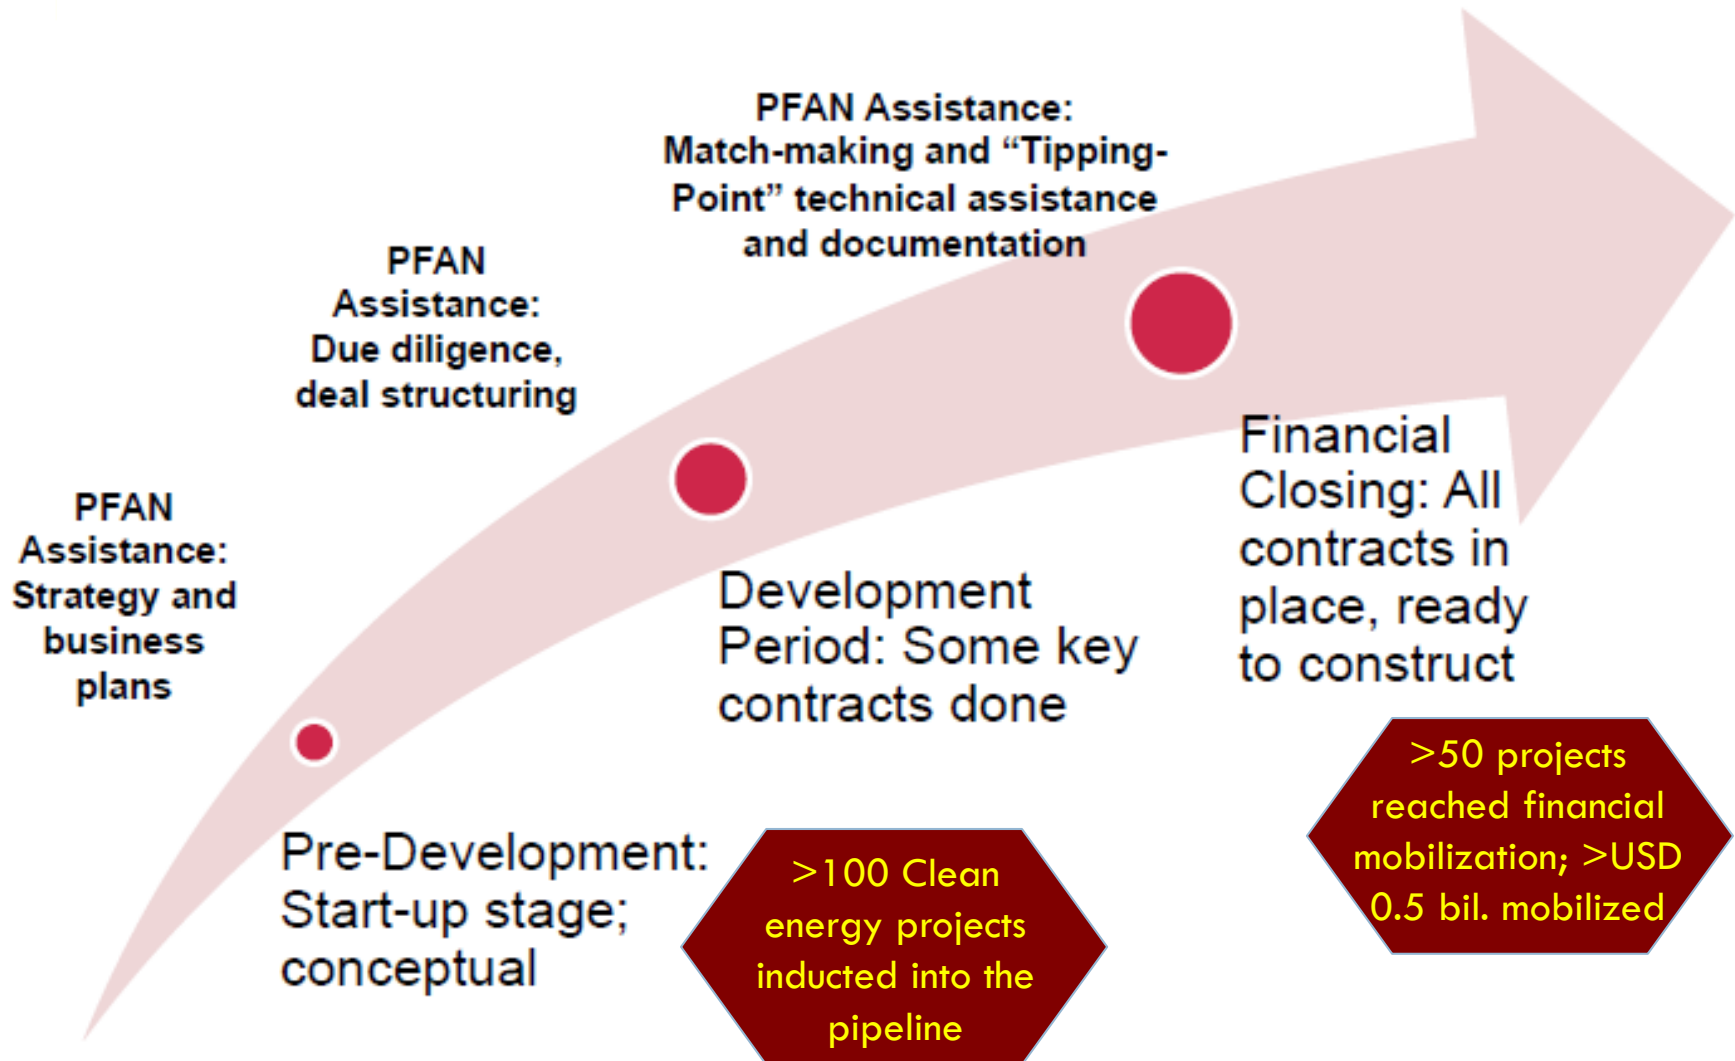 PFAN Assistance:
Match-making and “Tipping-
Point” technical assistance
and documentation
PFAN
Assistance:
Due diligence,
deal structuring
PFAN
Assistance:
Strategy and
business
plans
Financial
Closing: All
contracts in
place, ready
to construct
Development
Period: Some key
contracts done
Pre-Development:
Start-up stage;
conceptual
>100 Clean
energy projects
inducted into the
pipeline
>50 projects
reached financial
mobilization; >USD
0.5 bil. mobilized